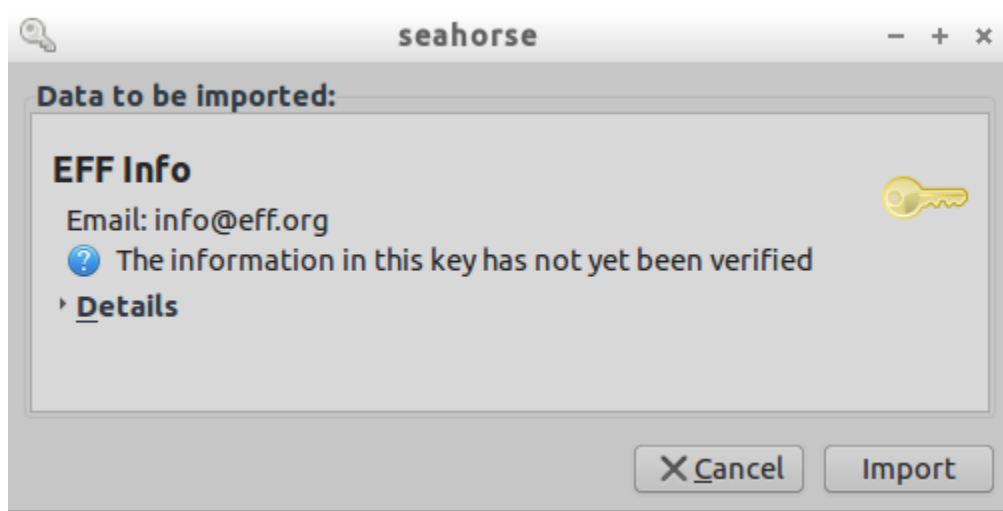 seahorse
Data to be imported:
EFF Info
Email: info@eff.org
The information in this key has not yet been verified
Details
Cancel
Import